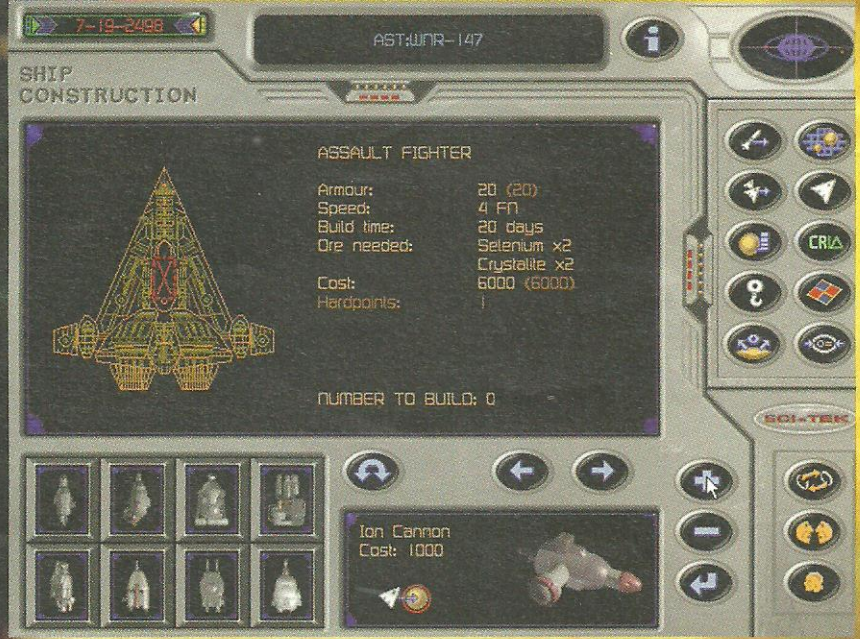 7-19-2498
AST:WNR-147
SHIP
CONSTRUCTION
ASSAULT FIGHTER
Armour: 20 (20)
Speed: 4 FN
Build time: 20 days
Ore needed: Selenium x2
Crystalite x2
Cost: 6000 (6000)
Hardpoints: 1
NUMBER TO BUILD: 0
CRIA
SCI-TEK
Ion Cannon
Cost: 1000